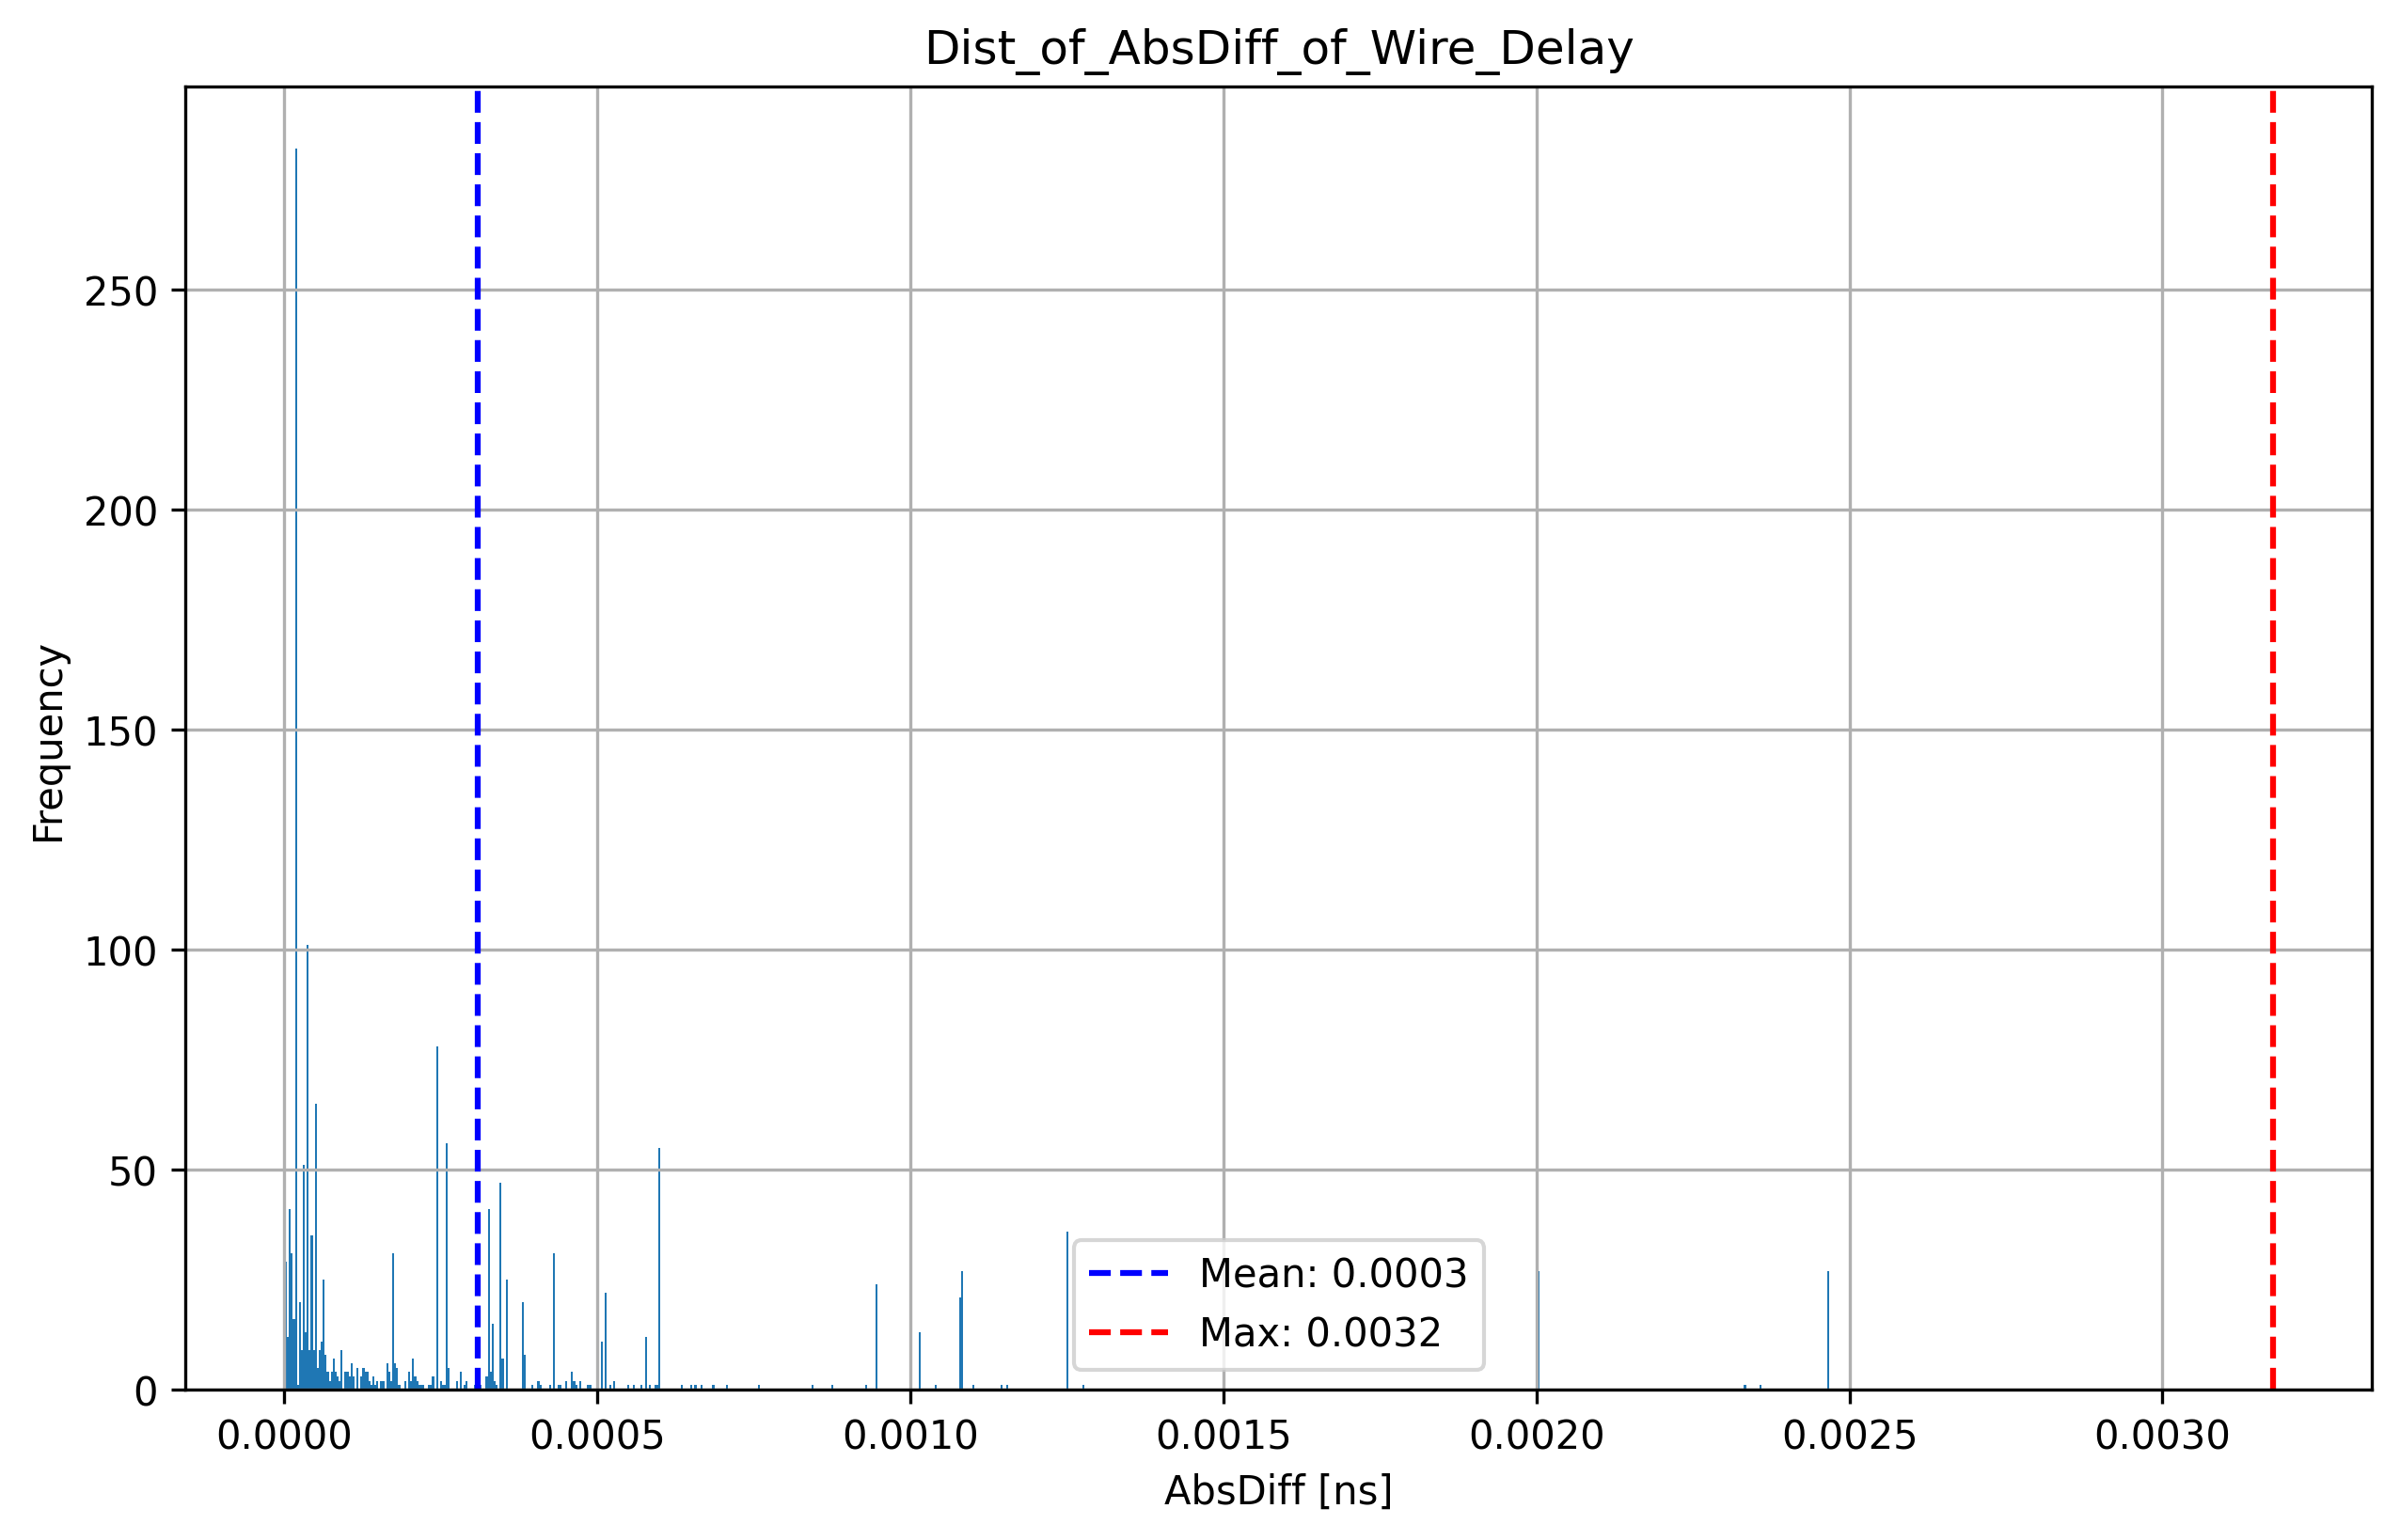 Dist_of_AbsDiff_of_Wire_Delay
Frequency
250
200
150
100
50
0
Mean: 0.0003
Max: 0.0032
0.0000 0.0005 0.0010 0.0015 0.0020 0.0025 0.0030
AbsDiff [ns]